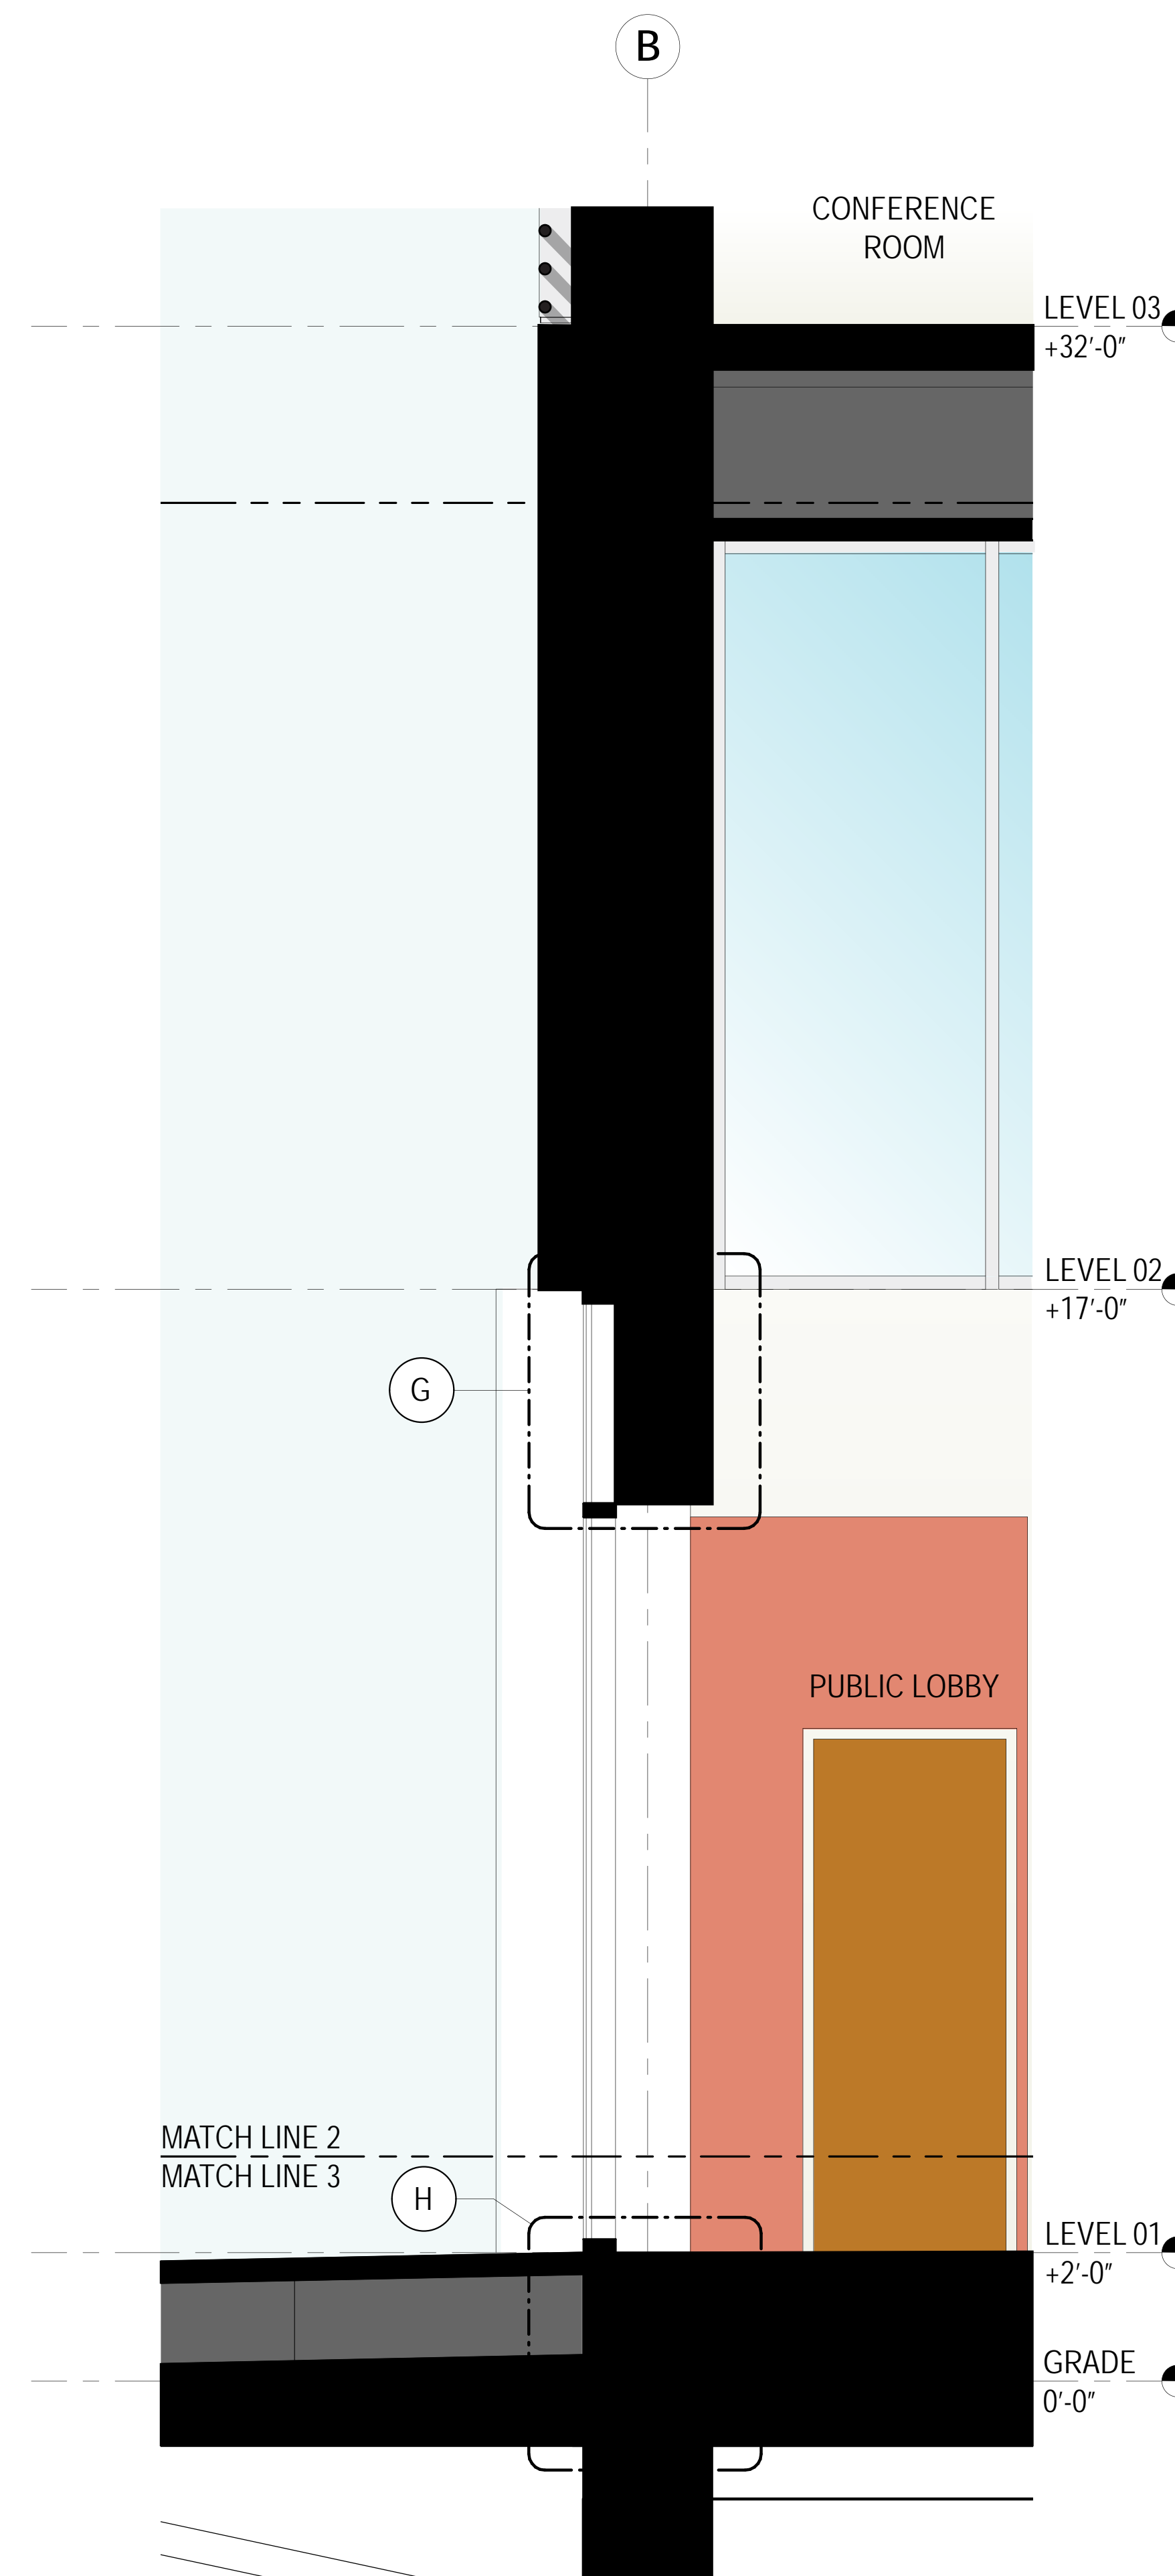 B
CONFERENCE
ROOM
LEVEL 03
+32'-0"
LEVEL 02
+17'-0"
G
PUBLIC LOBBY
MATCH LINE 2
MATCH LINE 3
H
LEVEL 01
+2'-0"
GRADE
0'-0"